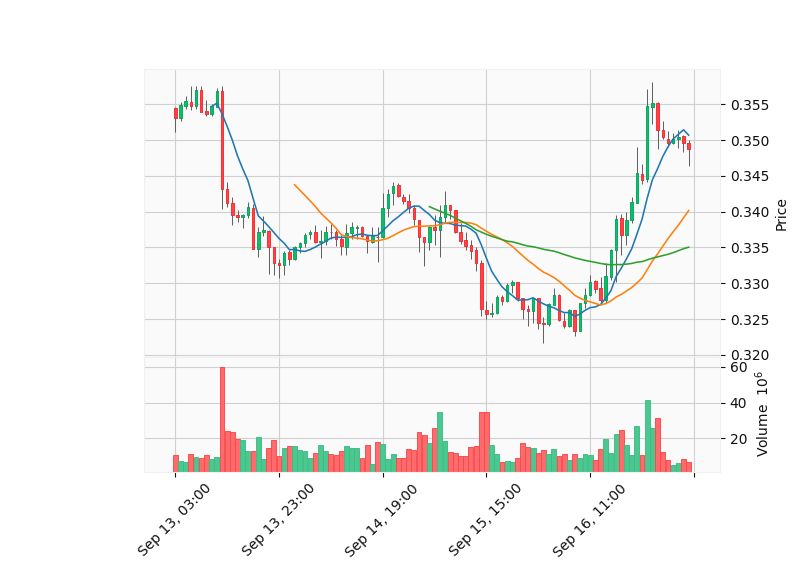 0.355
0.350
0.345
0.340
0.335
0.330
0.325
0.320
Price
60
40
20
Volume 10^6
Sep 13, 03:00
Sep 13, 23:00
Sep 14, 19:00
Sep 15, 15:00
Sep 16, 11:00